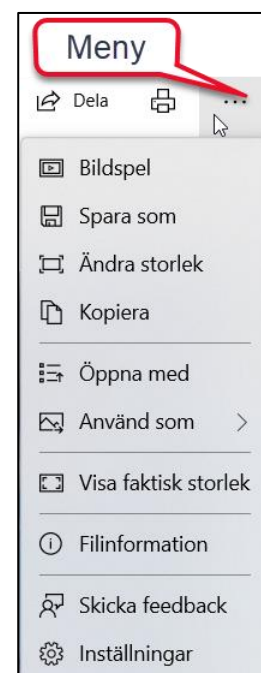 Meny
Dela
Bildspel
Spara som
Ändra storlek
Kopiera
Öppna med
Använd som
Visa faktisk storlek
Filinformation
Skicka feedback
Inställningar